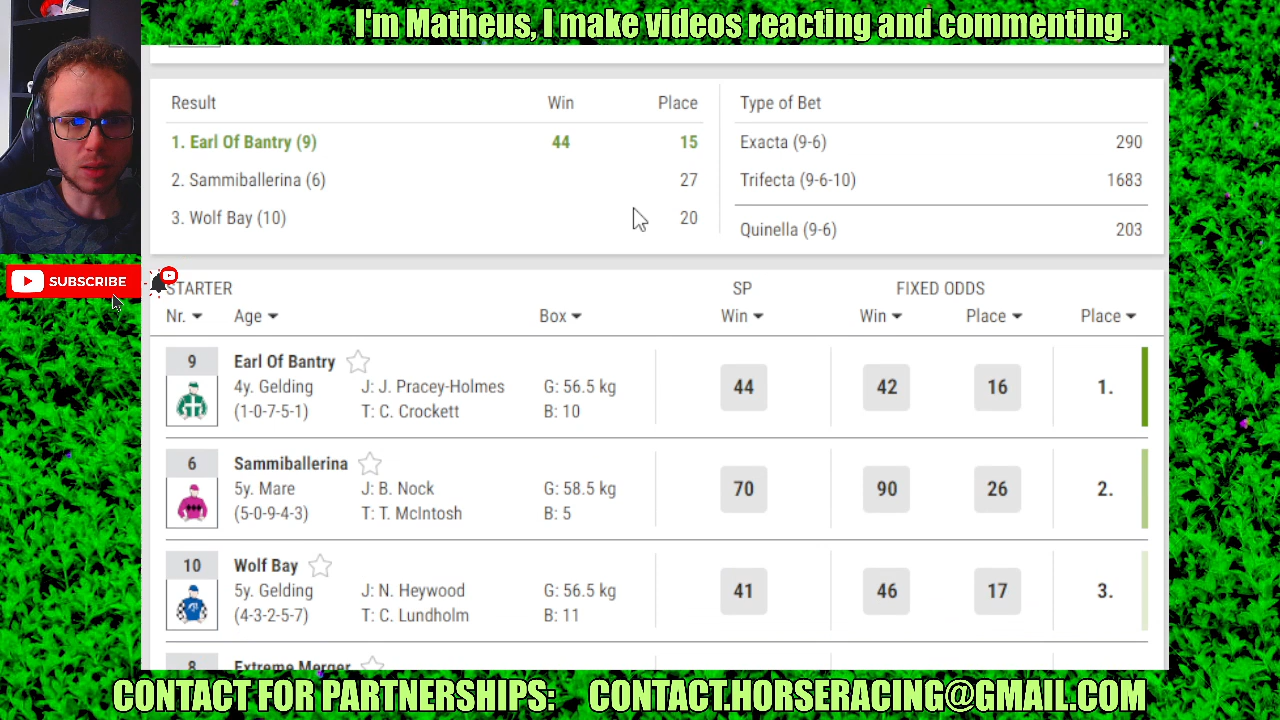 I'm Matheus, I make videos reacting and commenting.
Result Win Place
1. Earl Of Bantry (9) 44 15
2. Sammiballerina (6) 27
3. Wolf Bay (10) 20
Type of Bet
Exacta (9-6) 290
Trifecta (9-6-10) 1683
Quinella (9-6) 203
SUBSCRIBE
STARTER SP FIXED ODDS
Nr. Age Box Win Win Place Place
9 Earl Of Bantry
4y. Gelding J: J. Pracey-Holmes G: 56.5 kg 44 42 16 1.
(1-0-7-5-1) T: C. Crockett B: 10
6 Sammiballerina
5y. Mare J: B. Nock G: 58.5 kg 70 90 26 2.
(5-0-9-4-3) T: T. McIntosh B: 5
10 Wolf Bay
5y. Gelding J: N. Heywood G: 56.5 kg 41 46 17 3.
(4-3-2-5-7) T: C. Lundholm B: 11
8 Extreme Merger
CONTACT FOR PARTNERSHIPS: CONTACT.HORSERACING@GMAIL.COM